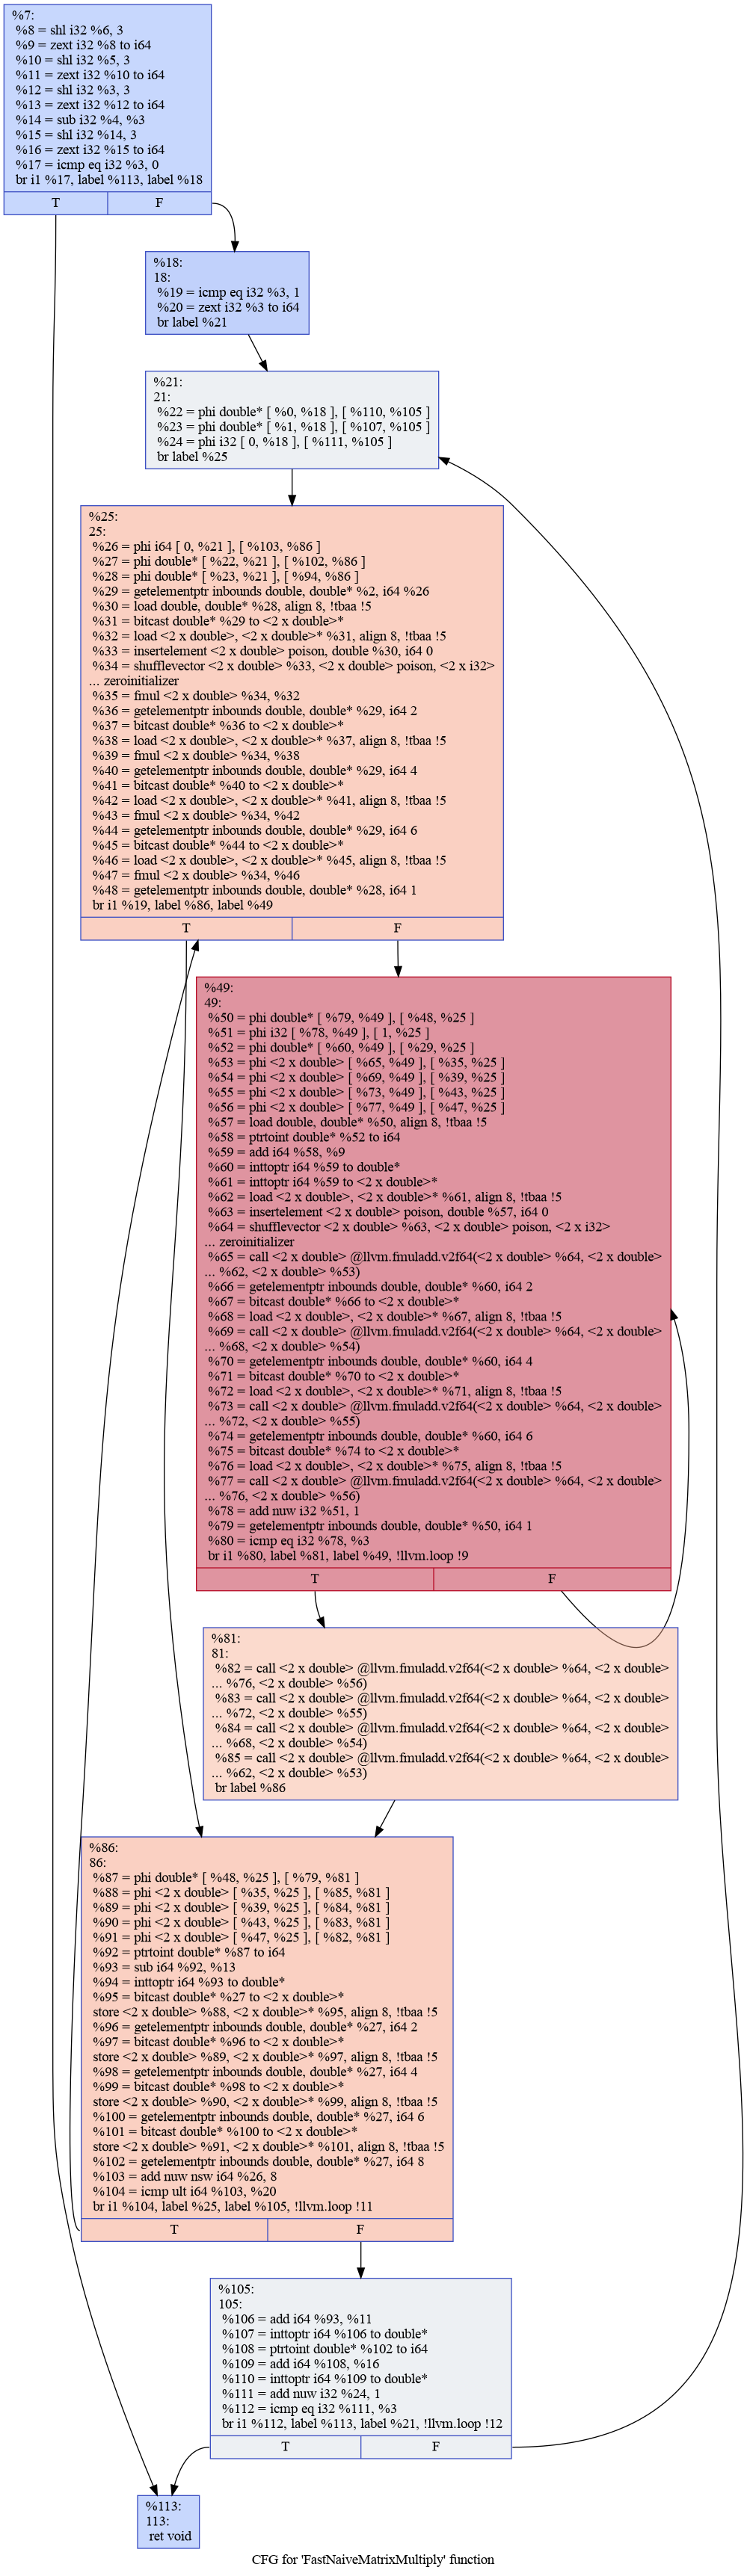 %7:
%8 = shl i32 %6, 3
%9 = zext i32 %8 to i64
%10 = shl i32 %5, 3
%11 = zext i32 %10 to i64
%12 = shl i32 %3, 3
%13 = zext i32 %12 to i64
%14 = sub i32 %4, %3
%15 = shl i32 %14, 3
%16 = zext i32 %15 to i64
%17 = icmp eq i32 %3, 0
br i1 %17, label %113, label %18
T F
%18:
18:
%19 = icmp eq i32 %3, 1
%20 = zext i32 %3 to i64
br label %21
%21:
21:
%22 = phi double* [ %0, %18 ], [ %110, %105 ]
%23 = phi double* [ %1, %18 ], [ %107, %105 ]
%24 = phi i32 [ 0, %18 ], [ %111, %105 ]
br label %25
%25:
25:
%26 = phi i64 [ 0, %21 ], [ %103, %86 ]
%27 = phi double* [ %22, %21 ], [ %102, %86 ]
%28 = phi double* [ %23, %21 ], [ %94, %86 ]
%29 = getelementptr inbounds double, double* %2, i64 %26
%30 = load double, double* %28, align 8, !tbaa !5
%31 = bitcast double* %29 to <2 x double>*
%32 = load <2 x double>, <2 x double>* %31, align 8, !tbaa !5
%33 = insertelement <2 x double> poison, double %30, i64 0
%34 = shufflevector <2 x double> %33, <2 x double> poison, <2 x i32>
... zeroinitializer
%35 = fmul <2 x double> %34, %32
%36 = getelementptr inbounds double, double* %29, i64 2
%37 = bitcast double* %36 to <2 x double>*
%38 = load <2 x double>, <2 x double>* %37, align 8, !tbaa !5
%39 = fmul <2 x double> %34, %38
%40 = getelementptr inbounds double, double* %29, i64 4
%41 = bitcast double* %40 to <2 x double>*
%42 = load <2 x double>, <2 x double>* %41, align 8, !tbaa !5
%43 = fmul <2 x double> %34, %42
%44 = getelementptr inbounds double, double* %29, i64 6
%45 = bitcast double* %44 to <2 x double>*
%46 = load <2 x double>, <2 x double>* %45, align 8, !tbaa !5
%47 = fmul <2 x double> %34, %46
%48 = getelementptr inbounds double, double* %28, i64 1
br i1 %19, label %86, label %49
T F
%49:
49:
%50 = phi double* [ %79, %49 ], [ %48, %25 ]
%51 = phi i32 [ %78, %49 ], [ 1, %25 ]
%52 = phi double* [ %60, %49 ], [ %29, %25 ]
%53 = phi <2 x double> [ %65, %49 ], [ %35, %25 ]
%54 = phi <2 x double> [ %69, %49 ], [ %39, %25 ]
%55 = phi <2 x double> [ %73, %49 ], [ %43, %25 ]
%56 = phi <2 x double> [ %77, %49 ], [ %47, %25 ]
%57 = load double, double* %50, align 8, !tbaa !5
%58 = ptrtoint double* %52 to i64
%59 = add i64 %58, %9
%60 = inttoptr i64 %59 to double*
%61 = inttoptr i64 %59 to <2 x double>*
%62 = load <2 x double>, <2 x double>* %61, align 8, !tbaa !5
%63 = insertelement <2 x double> poison, double %57, i64 0
%64 = shufflevector <2 x double> %63, <2 x double> poison, <2 x i32>
... zeroinitializer
%65 = call <2 x double> @llvm.fmuladd.v2f64(<2 x double> %64, <2 x double>
... %62, <2 x double> %53)
%66 = getelementptr inbounds double, double* %60, i64 2
%67 = bitcast double* %66 to <2 x double>*
%68 = load <2 x double>, <2 x double>* %67, align 8, !tbaa !5
%69 = call <2 x double> @llvm.fmuladd.v2f64(<2 x double> %64, <2 x double>
... %68, <2 x double> %54)
%70 = getelementptr inbounds double, double* %60, i64 4
%71 = bitcast double* %70 to <2 x double>*
%72 = load <2 x double>, <2 x double>* %71, align 8, !tbaa !5
%73 = call <2 x double> @llvm.fmuladd.v2f64(<2 x double> %64, <2 x double>
... %72, <2 x double> %55)
%74 = getelementptr inbounds double, double* %60, i64 6
%75 = bitcast double* %74 to <2 x double>*
%76 = load <2 x double>, <2 x double>* %75, align 8, !tbaa !5
%77 = call <2 x double> @llvm.fmuladd.v2f64(<2 x double> %64, <2 x double>
... %76, <2 x double> %56)
%78 = add nuw i32 %51, 1
%79 = getelementptr inbounds double, double* %50, i64 1
%80 = icmp eq i32 %78, %3
br i1 %80, label %81, label %49, !llvm.loop !9
T F
%81:
81:
%82 = call <2 x double> @llvm.fmuladd.v2f64(<2 x double> %64, <2 x double>
... %76, <2 x double> %56)
%83 = call <2 x double> @llvm.fmuladd.v2f64(<2 x double> %64, <2 x double>
... %72, <2 x double> %55)
%84 = call <2 x double> @llvm.fmuladd.v2f64(<2 x double> %64, <2 x double>
... %68, <2 x double> %54)
%85 = call <2 x double> @llvm.fmuladd.v2f64(<2 x double> %64, <2 x double>
... %62, <2 x double> %53)
br label %86
%86:
86:
%87 = phi double* [ %48, %25 ], [ %79, %81 ]
%88 = phi <2 x double> [ %35, %25 ], [ %85, %81 ]
%89 = phi <2 x double> [ %39, %25 ], [ %84, %81 ]
%90 = phi <2 x double> [ %43, %25 ], [ %83, %81 ]
%91 = phi <2 x double> [ %47, %25 ], [ %82, %81 ]
%92 = ptrtoint double* %87 to i64
%93 = sub i64 %92, %13
%94 = inttoptr i64 %93 to double*
%95 = bitcast double* %27 to <2 x double>*
store <2 x double> %88, <2 x double>* %95, align 8, !tbaa !5
%96 = getelementptr inbounds double, double* %27, i64 2
%97 = bitcast double* %96 to <2 x double>*
store <2 x double> %89, <2 x double>* %97, align 8, !tbaa !5
%98 = getelementptr inbounds double, double* %27, i64 4
%99 = bitcast double* %98 to <2 x double>*
store <2 x double> %90, <2 x double>* %99, align 8, !tbaa !5
%100 = getelementptr inbounds double, double* %27, i64 6
%101 = bitcast double* %100 to <2 x double>*
store <2 x double> %91, <2 x double>* %101, align 8, !tbaa !5
%102 = getelementptr inbounds double, double* %27, i64 8
%103 = add nuw nsw i64 %26, 8
%104 = icmp ult i64 %103, %20
br i1 %104, label %25, label %105, !llvm.loop !11
T F
%105:
105:
%106 = add i64 %93, %11
%107 = inttoptr i64 %106 to double*
%108 = ptrtoint double* %102 to i64
%109 = add i64 %108, %16
%110 = inttoptr i64 %109 to double*
%111 = add nuw i32 %24, 1
%112 = icmp eq i32 %111, %3
br i1 %112, label %113, label %21, !llvm.loop !12
T F
%113:
113:
ret void
CFG for 'FastNaiveMatrixMultiply' function